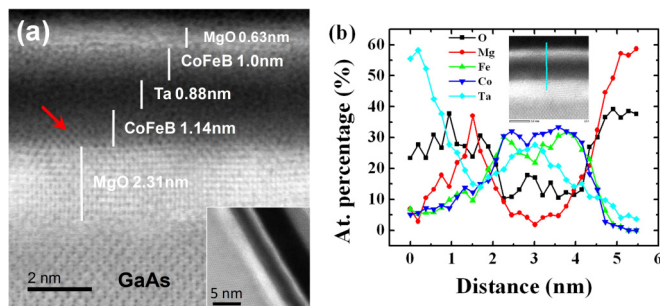 (a)
MgO 0.63nm
CoFeB 1.0nm
Ta 0.88nm
CoFeB 1.14nm
MgO 2.31nm
2 nm
GaAs
5 nm
(b)
60
50
40
30
20
10
0
At. percentage (%)
O
Mg
Fe
Co
Ta
0 1 2 3 4 5
Distance (nm)